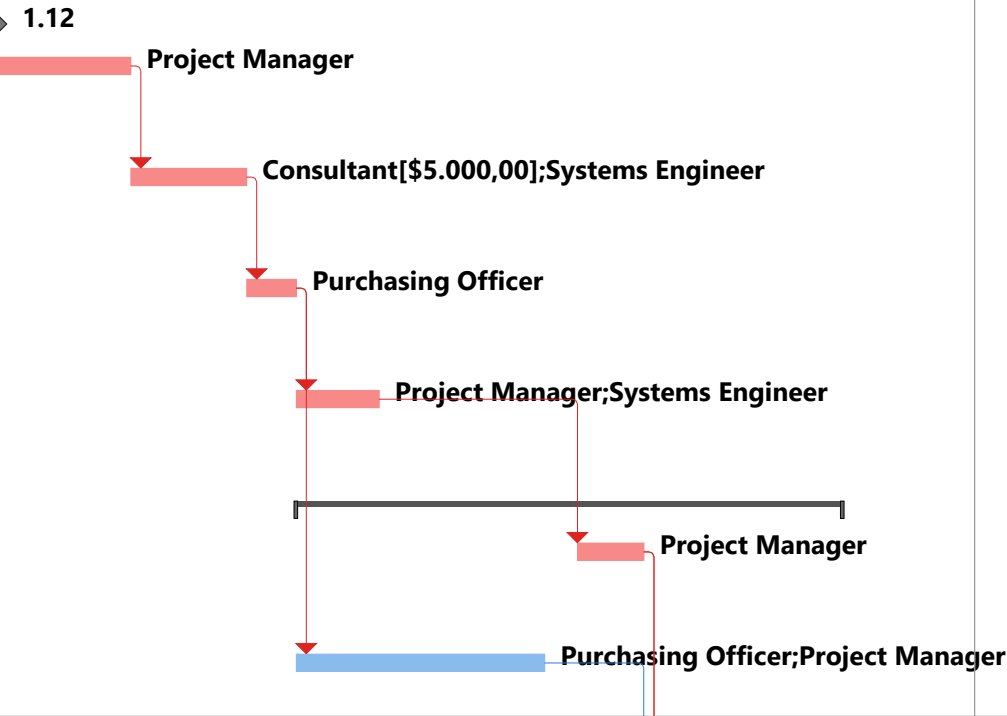 1.12
Project Manager
Consultant[$5.000,00];Systems Engineer
Purchasing Officer
Project Manager;Systems Engineer
Project Manager
Purchasing Officer;Project Manager